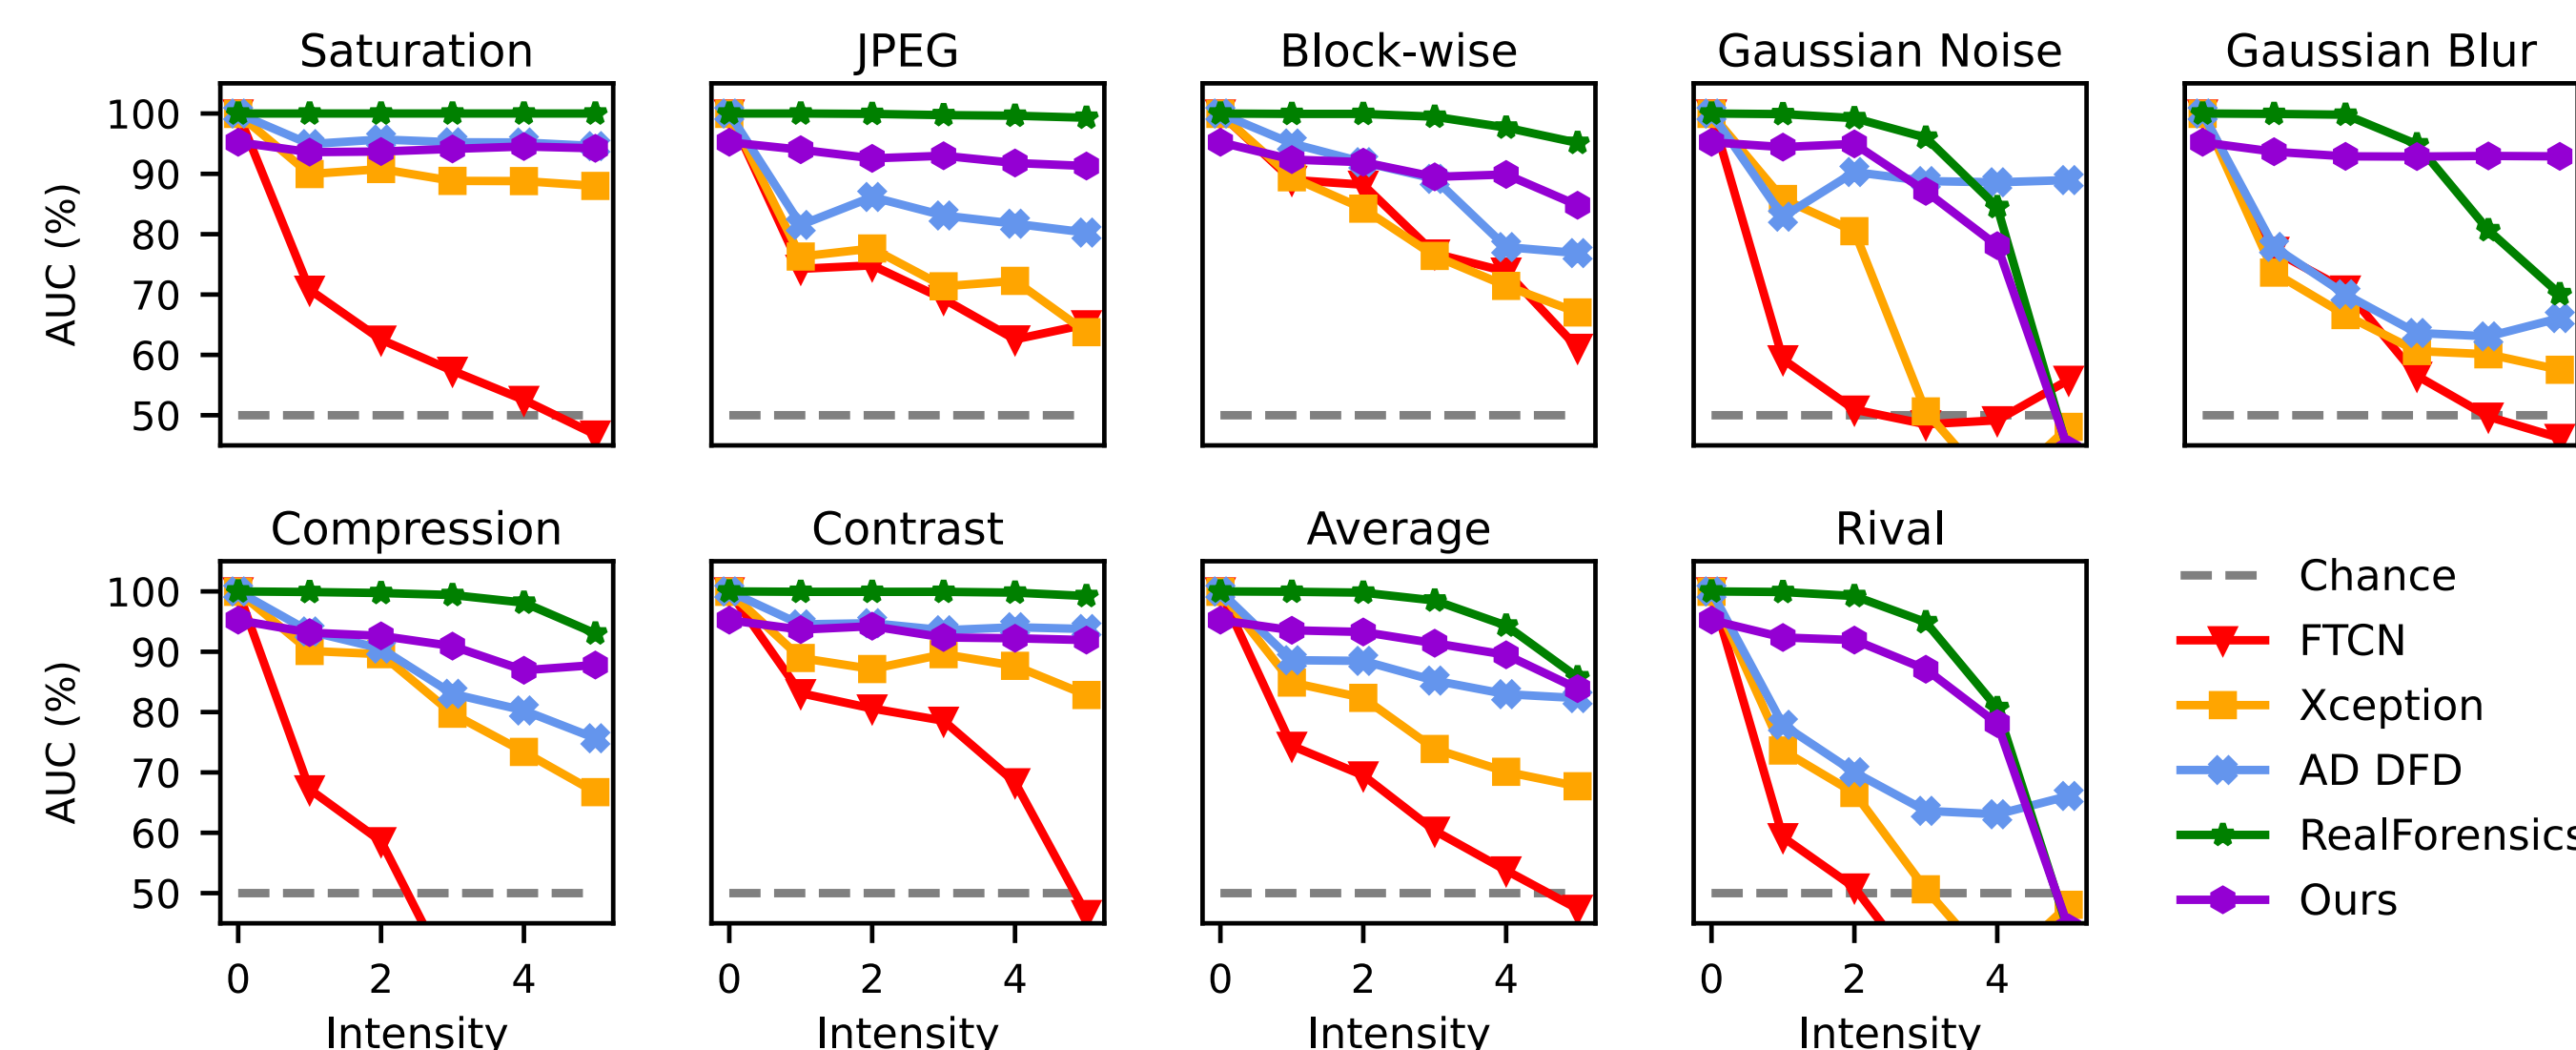 Saturation
JPEG
Block-wise
Gaussian Noise
Gaussian Blur
AUC (%)
100
90
80
70
60
50
Compression
Contrast
Average
Rival
AUC (%)
100
90
80
70
60
50
0 2 4
0 2 4
0 2 4
0 2 4
Intensity
Intensity
Intensity
Intensity
Chance
FTCN
Xception
AD DFD
RealForensics
Ours